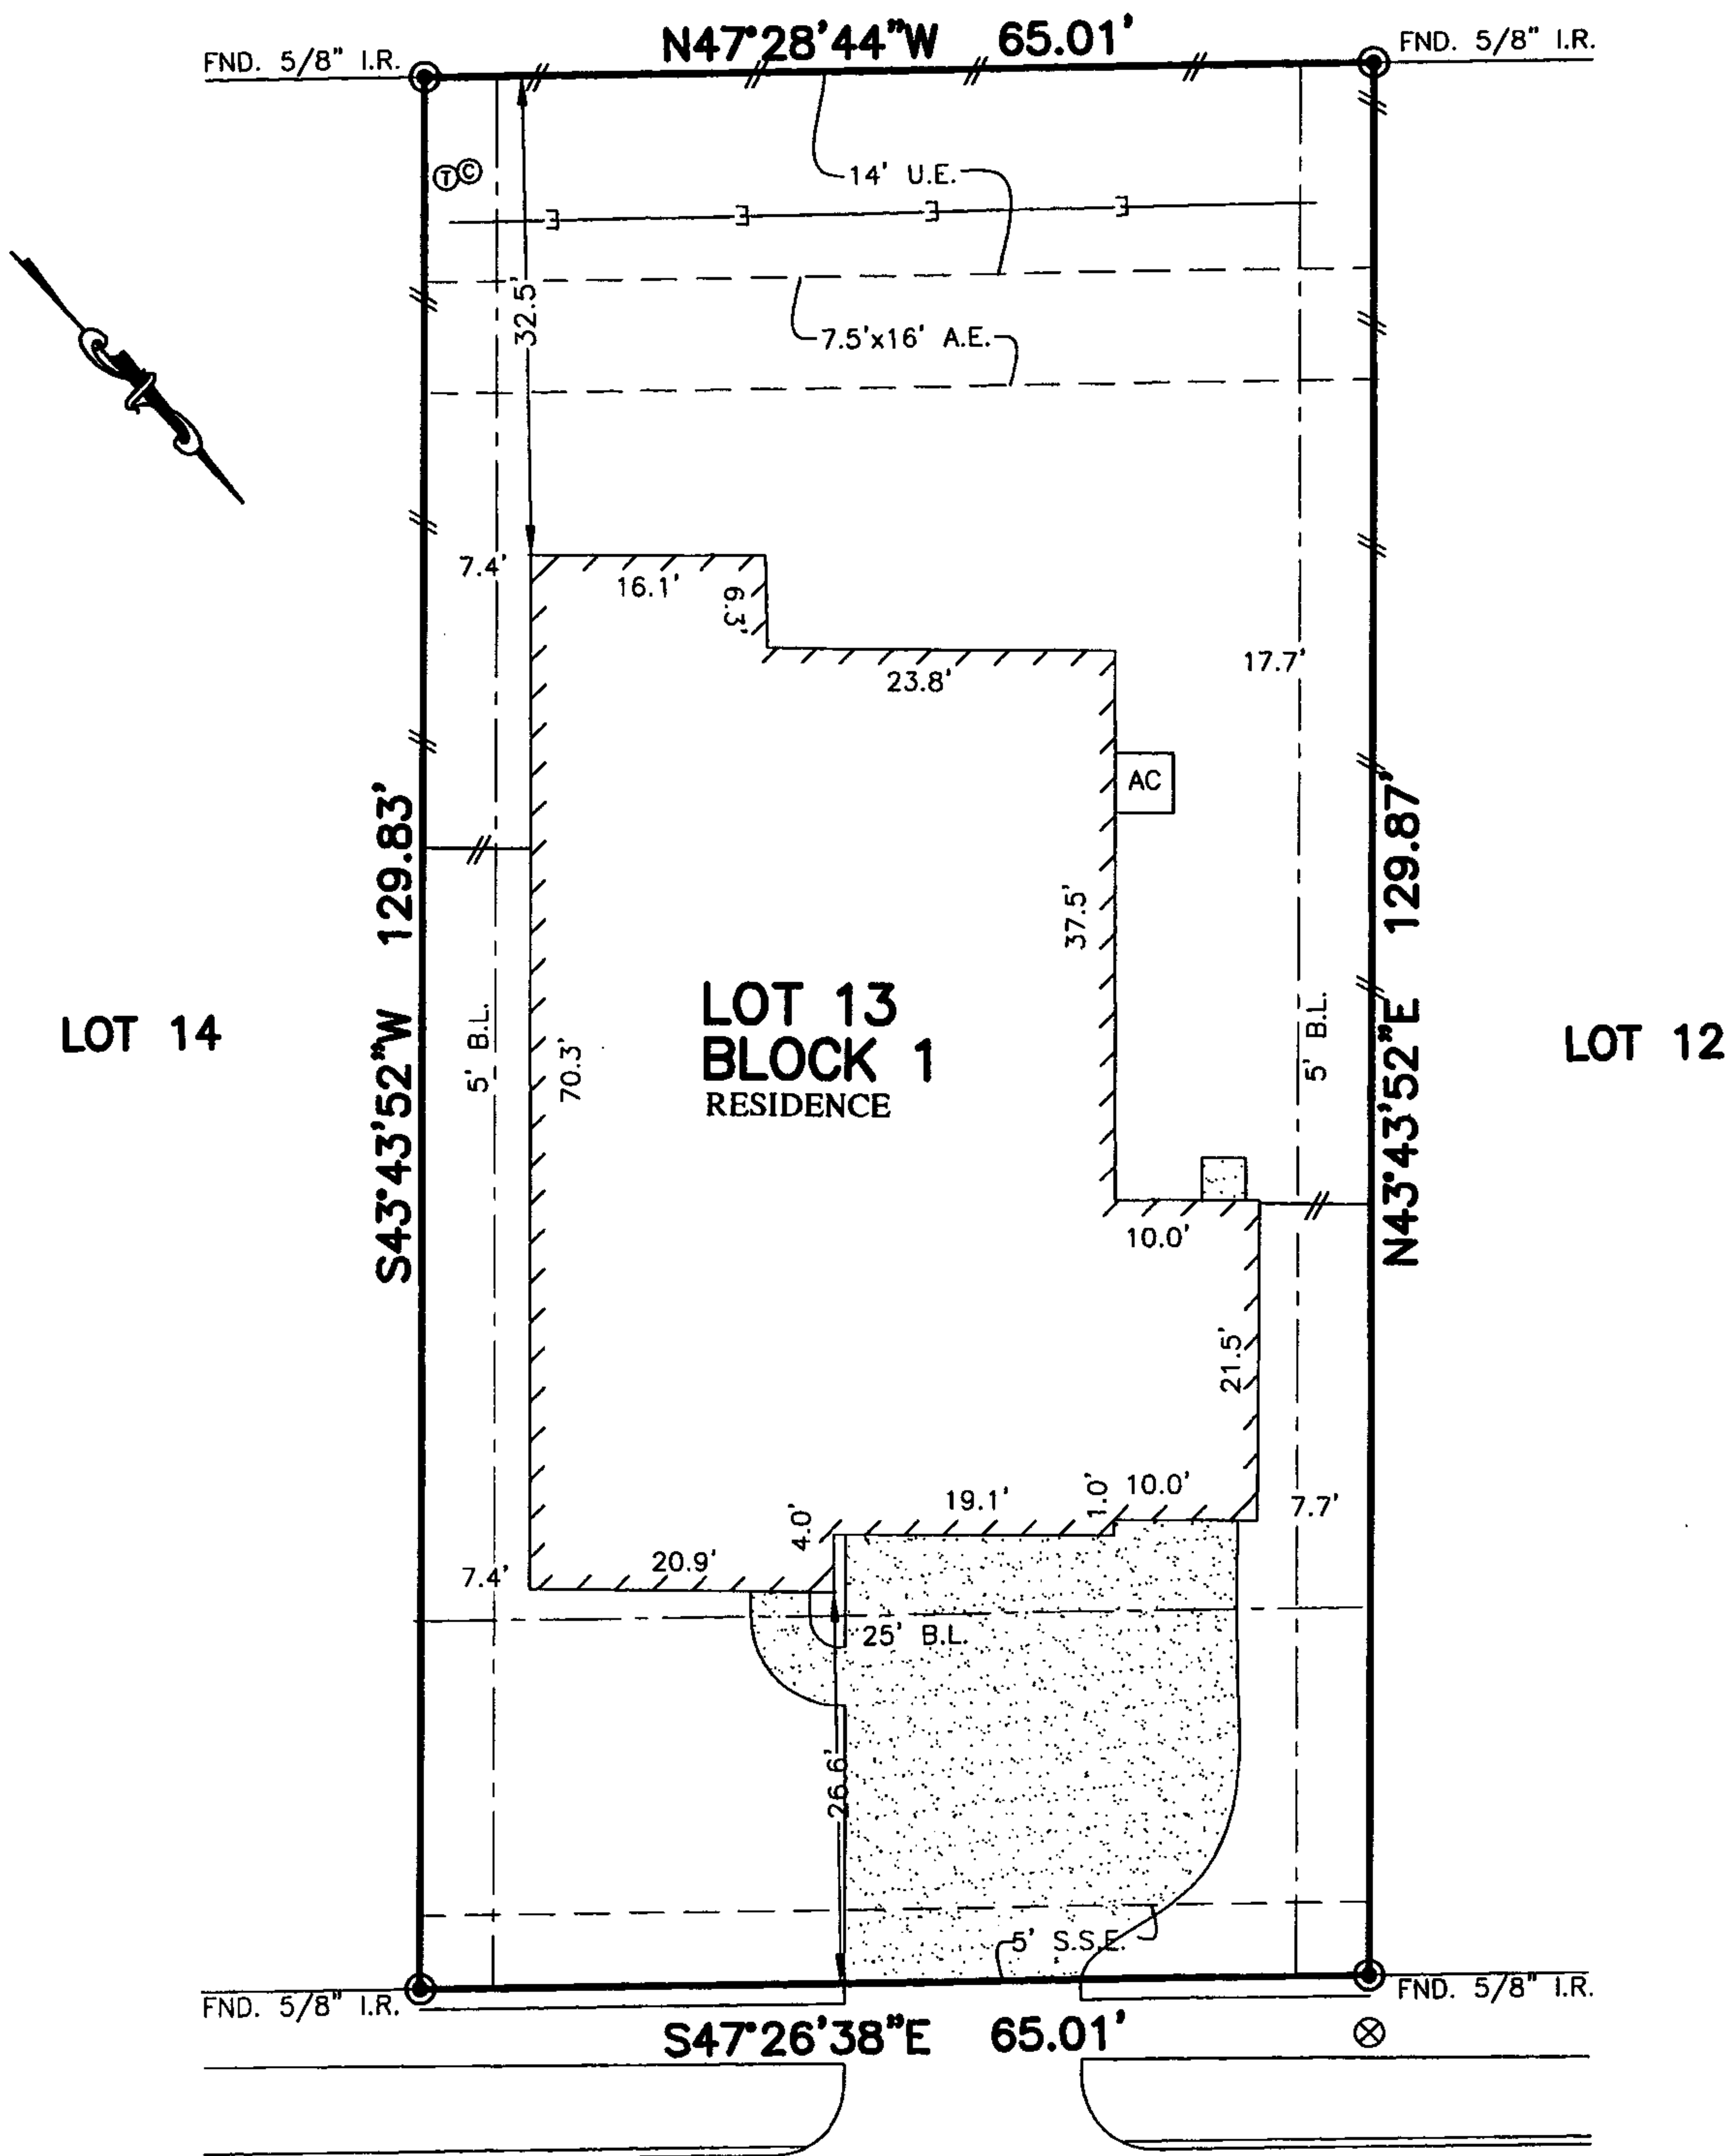 N47°28'44"W 65.01'
FND. 5/8" I.R.
FND. 5/8" I.R.
T C
14' U.E.
32.5'
7.5'x16' A.E.
7.4'
16.1'
6.3'
23.8'
17.7'
AC
S43°43'52"W 129.83'
N43°43'52"E 129.87'
37.5'
LOT 14
5' B.L.
70.3'
LOT 13
BLOCK 1
RESIDENCE
5' B.L.
LOT 12
10.0'
21.5'
7.7'
19.1'
1.0'
10.0'
4.0'
20.9'
7.4'
25' B.L.
26.6'
5' S.S.E.
FND. 5/8" I.R.
FND. 5/8" I.R.
S47°26'38"E 65.01'